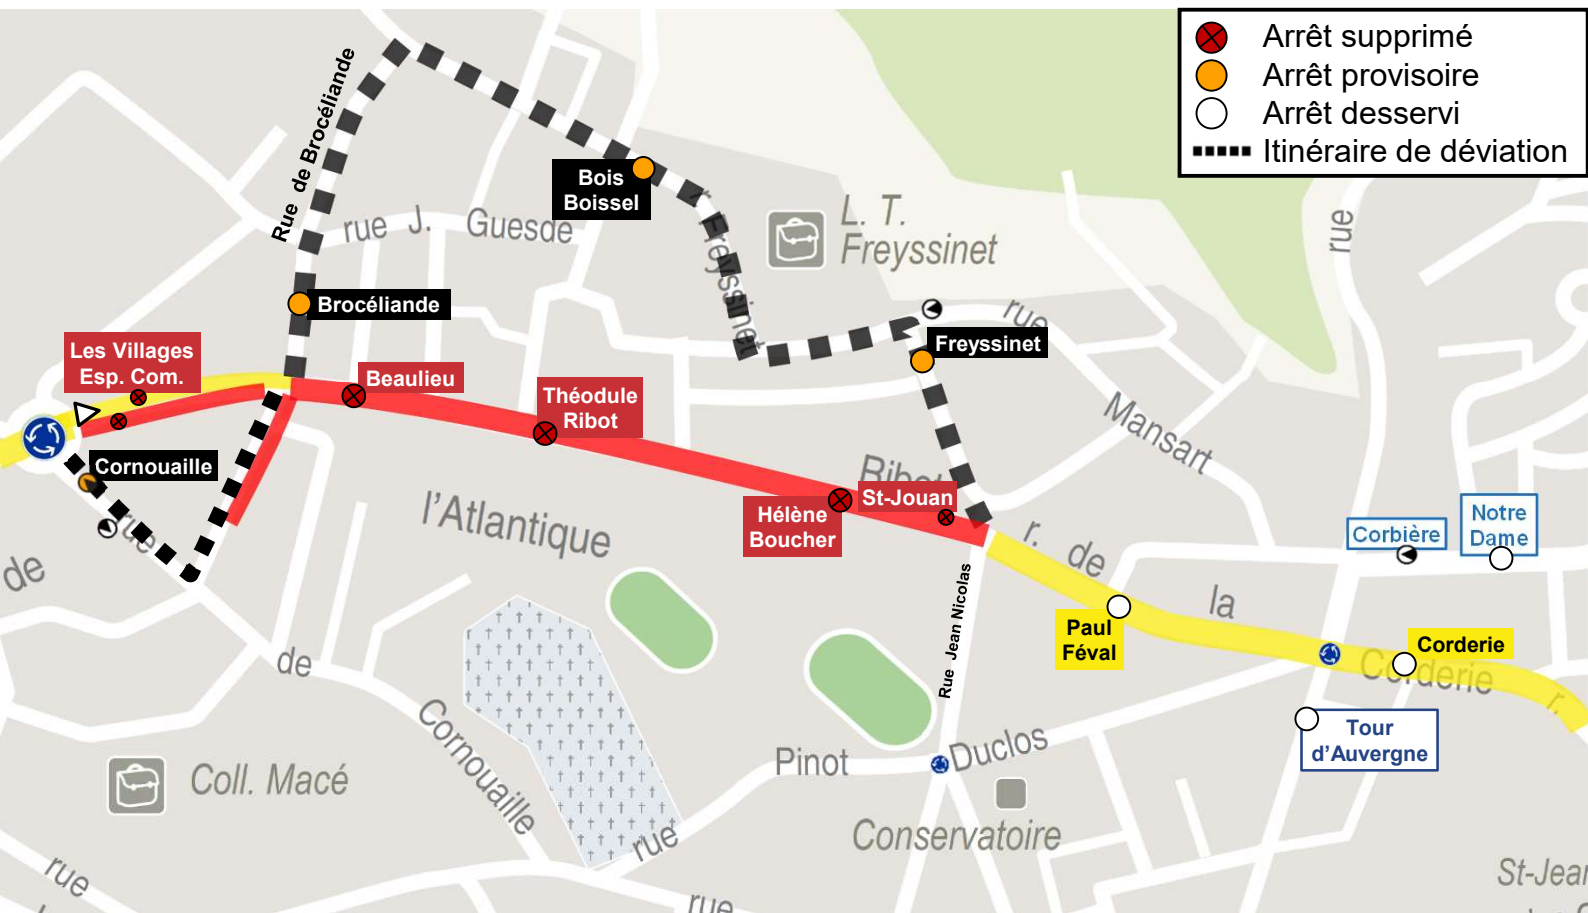 Arrêt supprimé
Arrêt provisoire
Arrêt desservi
Itinéraire de déviation
Rue de Brocéliande
Bois
Boissel
rue J. Guesde
r. Freyssinet
L. T.
Freyssinet
rue
Brocéliande
rue
Freyssinet
Les Villages
Esp. Com.
Beaulieu
Théodule
Ribot
Mansart
Cornouaille
Ribot
St-Jouan
Hélène
Boucher
l'Atlantique
rue
de
r. de la Corderie
Corbière
Notre
Dame
Rue Jean Nicolas
Paul
Féval
Corderie
r.
de
Cornouaille
Tour
d'Auvergne
Coll. Macé
rue
Pinot
Duclos
Conservatoire
rue
rue
St-Jean